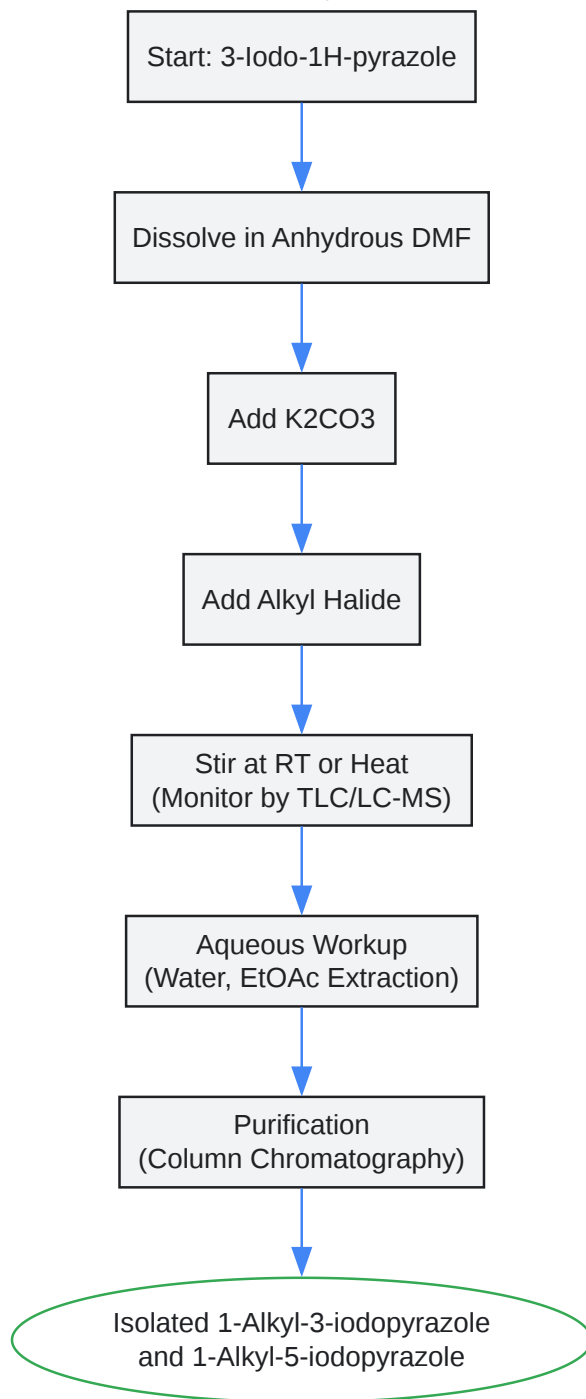 Start: 3-Iodo-1H-pyrazole
Dissolve in Anhydrous DMF
Add K2CO3
Add Alkyl Halide
Stir at RT or Heat
(Monitor by TLC/LC-MS)
Aqueous Workup
(Water, EtOAc Extraction)
Purification
(Column Chromatography)
Isolated 1-Alkyl-3-iodopyrazole
and 1-Alkyl-5-iodopyrazole